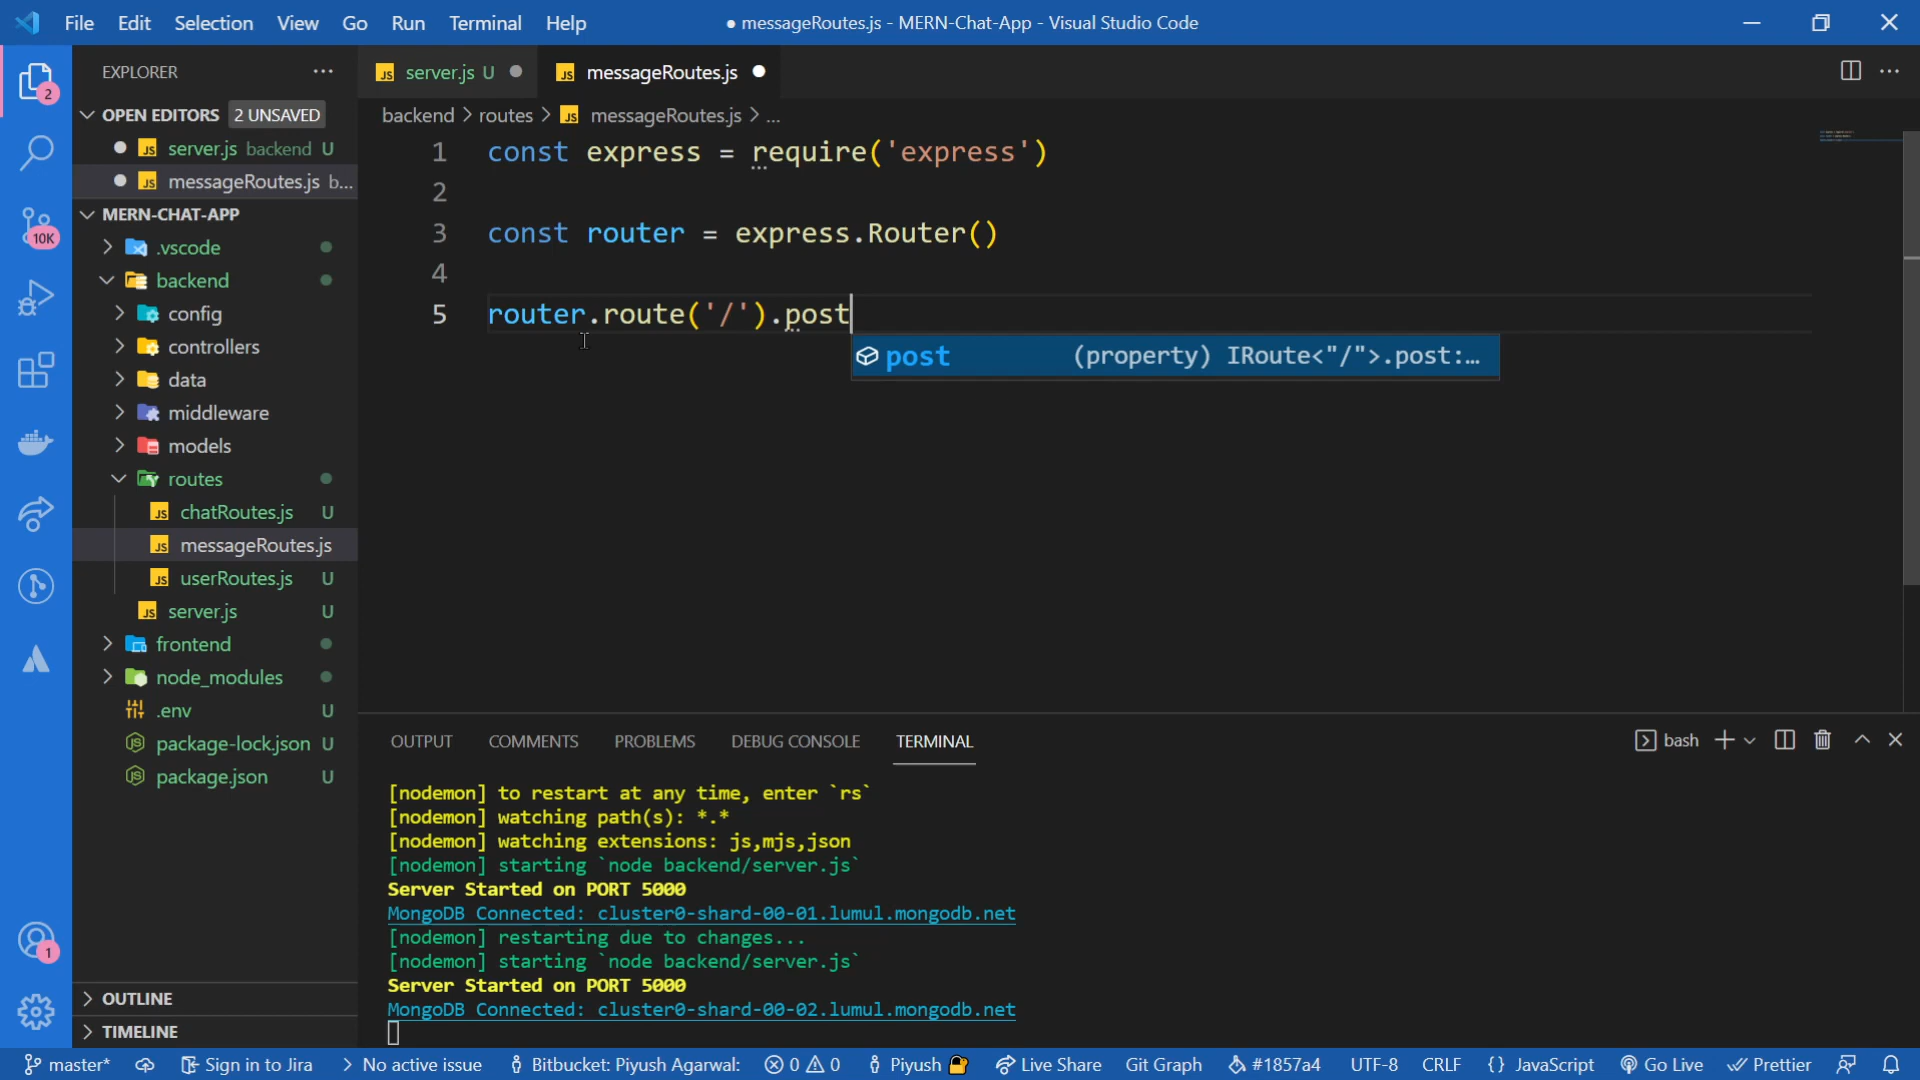 File Edit Selection View Go Run Terminal Help
● messageRoutes.js - MERN-Chat-App - Visual Studio Code
EXPLORER
server.js U
messageRoutes.js
OPEN EDITORS 2 UNSAVED
server.js backend U
messageRoutes.js b...
backend > routes > messageRoutes.js > ...
MERN-CHAT-APP
.vscode
backend
config
controllers
data
middleware
models
routes
chatRoutes.js U
messageRoutes.js
userRoutes.js U
server.js U
frontend
node_modules
.env U
package-lock.json U
package.json U
OUTLINE
TIMELINE
2
10K
1
1 const express = require('express')
2
3 const router = express.Router()
4
5 router.route('/').post
post (property) IRoute<"/">.post:...
OUTPUT COMMENTS PROBLEMS DEBUG CONSOLE TERMINAL
bash
[nodemon] to restart at any time, enter `rs`
[nodemon] watching path(s): *.*
[nodemon] watching extensions: js,mjs,json
[nodemon] starting `node backend/server.js`
Server Started on PORT 5000
MongoDB Connected: cluster0-shard-00-01.lumul.mongodb.net
[nodemon] restarting due to changes...
[nodemon] starting `node backend/server.js`
Server Started on PORT 5000
MongoDB Connected: cluster0-shard-00-02.lumul.mongodb.net
master* Sign in to Jira No active issue Bitbucket: Piyush Agarwal: 0 0 Piyush Live Share Git Graph #1857a4 UTF-8 CRLF {} JavaScript Go Live Prettier